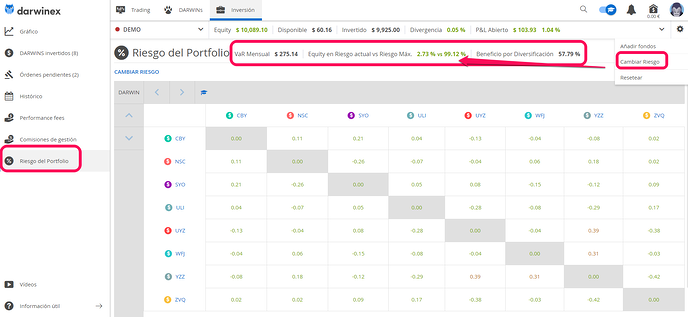 darwinex
Trading
DARWINs
Inversión
0.00 €
DEMO
Equity $ 10,089.10
Disponible $ 60.16
Invertido $ 9,925.00
Divergencia 0.05 %
P&L Abierto $ 103.93 1.04 %
Gráfico
DARWINS invertidos (8)
Órdenes pendientes (2)
Histórico
Performance fees
Comisiones de gestión
Riesgo del Portfolio
Vídeos
Información útil
Riesgo del Portfolio
VaR Mensual $ 275.14
Equity en Riesgo actual vs Riesgo Máx. 2.73 % vs 99.12 %
Beneficio por Diversificación 57.79 %
Añadir fondos
Cambiar Riesgo
Resetear
CAMBIAR RIESGO
DARWIN
CBY NSC SYO ULI UYZ WFJ YZZ ZVQ
CBY 0.00 0.11 0.21 0.04 -0.13 -0.04 -0.08 0.02
NSC 0.11 0.00 -0.26 -0.07 -0.04 0.06 0.18 0.02
SYO 0.21 -0.26 0.00 0.05 0.08 -0.15 -0.12 0.09
ULI 0.04 -0.07 0.05 0.00 -0.28 -0.08 -0.29 0.17
UYZ -0.13 -0.04 0.08 -0.28 0.00 -0.04 0.39 -0.38
WFJ -0.04 0.06 -0.15 -0.08 -0.04 0.00 0.31 -0.03
YZZ -0.08 0.18 -0.12 -0.29 0.39 0.31 0.00 -0.42
ZVQ 0.02 0.02 0.09 0.17 -0.38 -0.03 -0.42 0.00